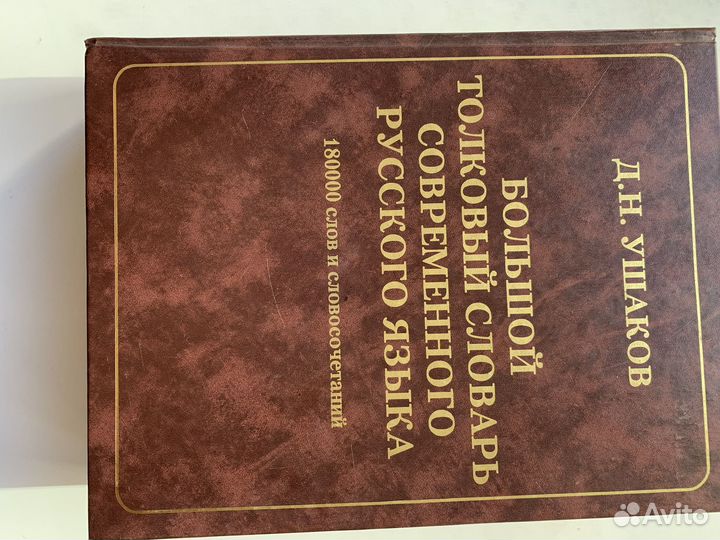 Д.Н. УШАКОВ
БОЛЬШОЙ
ТОЛКОВЫЙ СЛОВАРЬ
СОВРЕМЕННОГО
РУССКОГО ЯЗЫКА
180000 слов и словосочетаний
Avito